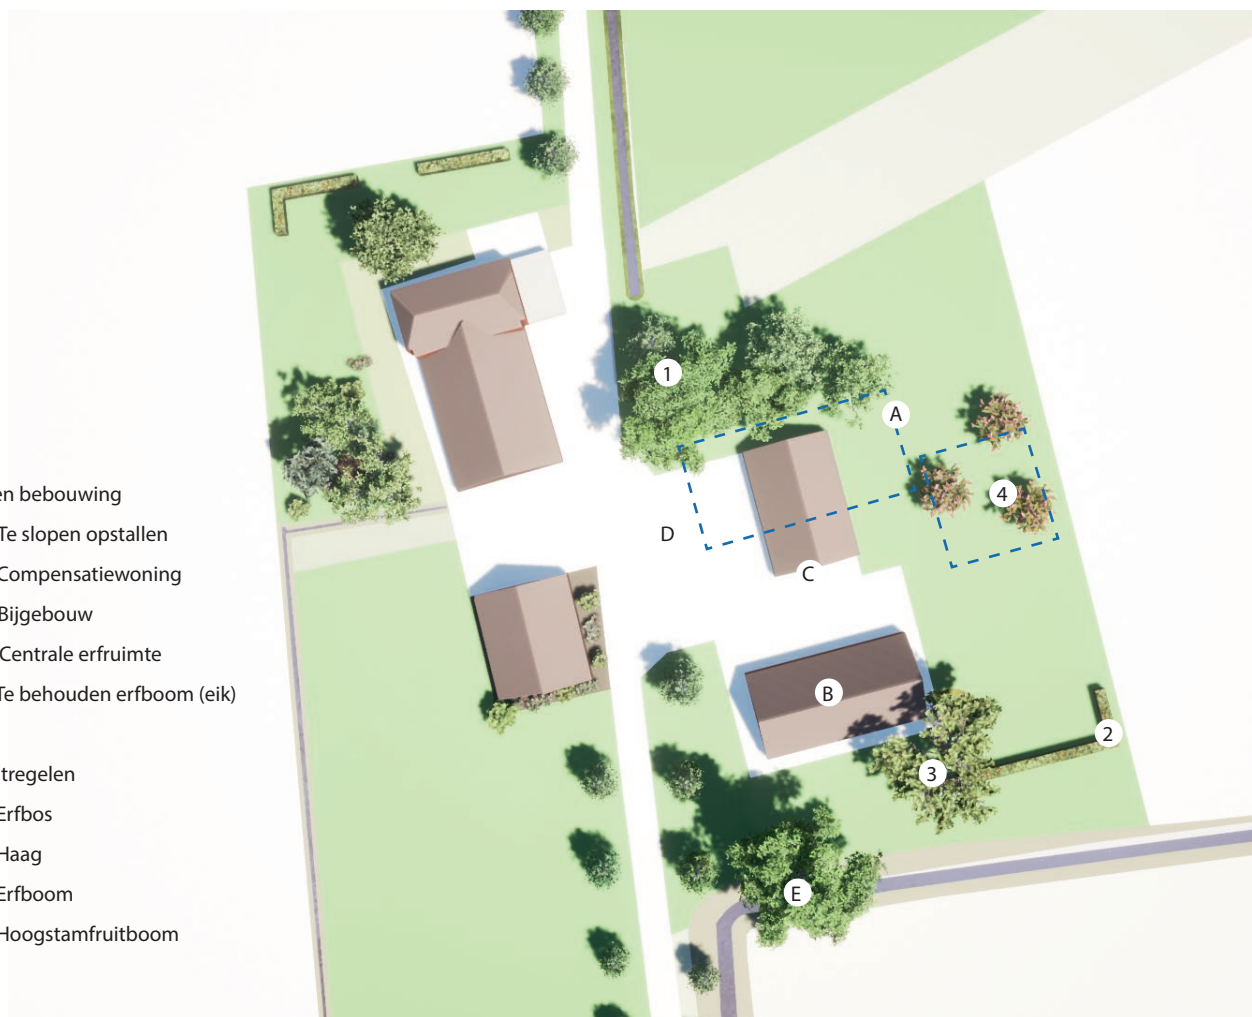 en bebouwing
Te slopen opstallen
Compensatiewoning
Bijgebouw
Centrale erfruimte
Te behouden erfboom (eik)
tregelen
Erfbos
Haag
Erfboom
Hoogstamfruitboom
1
A
4
D
C
B
2
3
E